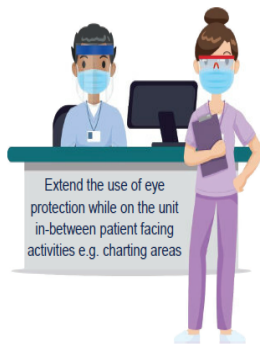 Extend the use of eye
protection while on the unit
in-between patient facing
activities e.g. charting areas